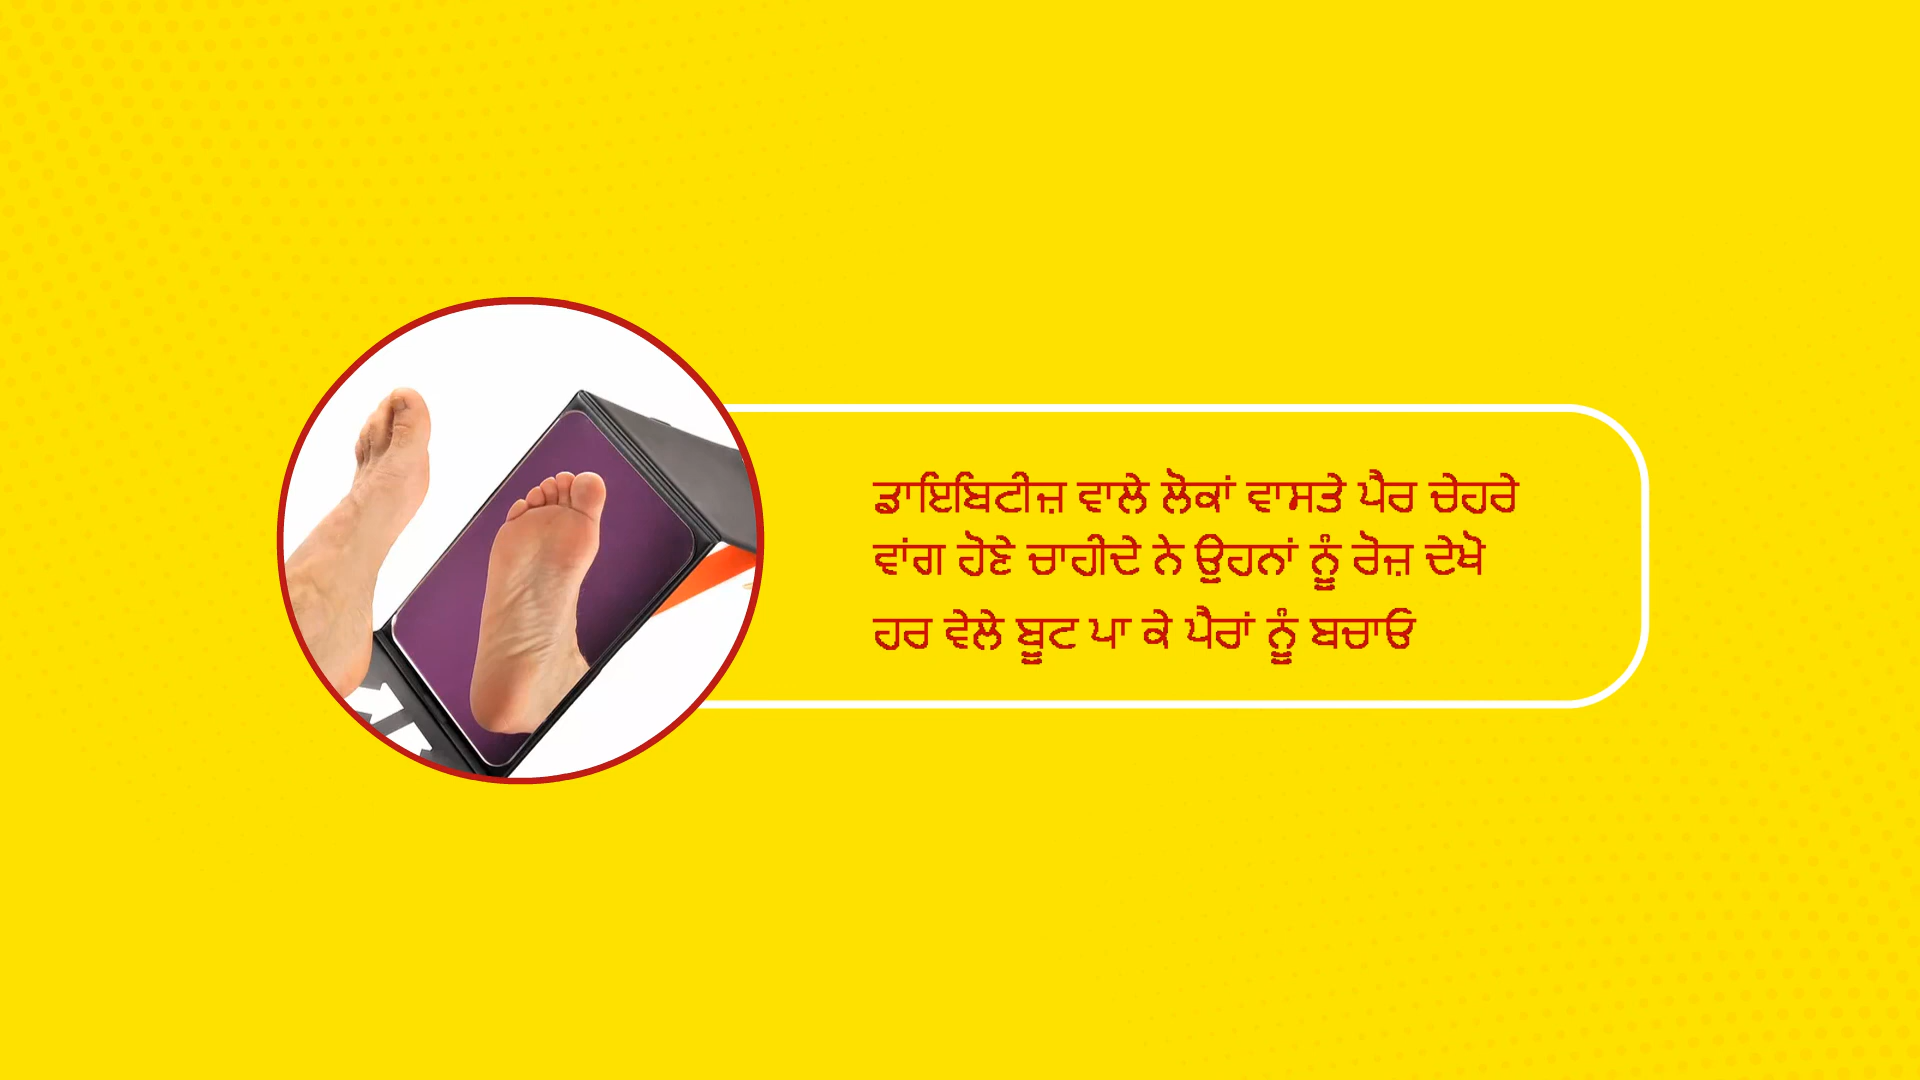 ਡਾਇਬਿਟੀਜ਼ ਵਾਲੇ ਲੋਕਾਂ ਵਾਸਤੇ ਪੈਰ ਚੇਹਰੇ
ਵਾਂਗ ਹੋਣੇ ਚਾਹੀਦੇ ਨੇ ਉਹਨਾਂ ਨੂੰ ਰੋਜ਼ ਦੇਖੋ
ਹਰ ਵੇਲੇ ਬੂਟ ਪਾ ਕੇ ਪੈਰਾਂ ਨੂੰ ਬਚਾਓ